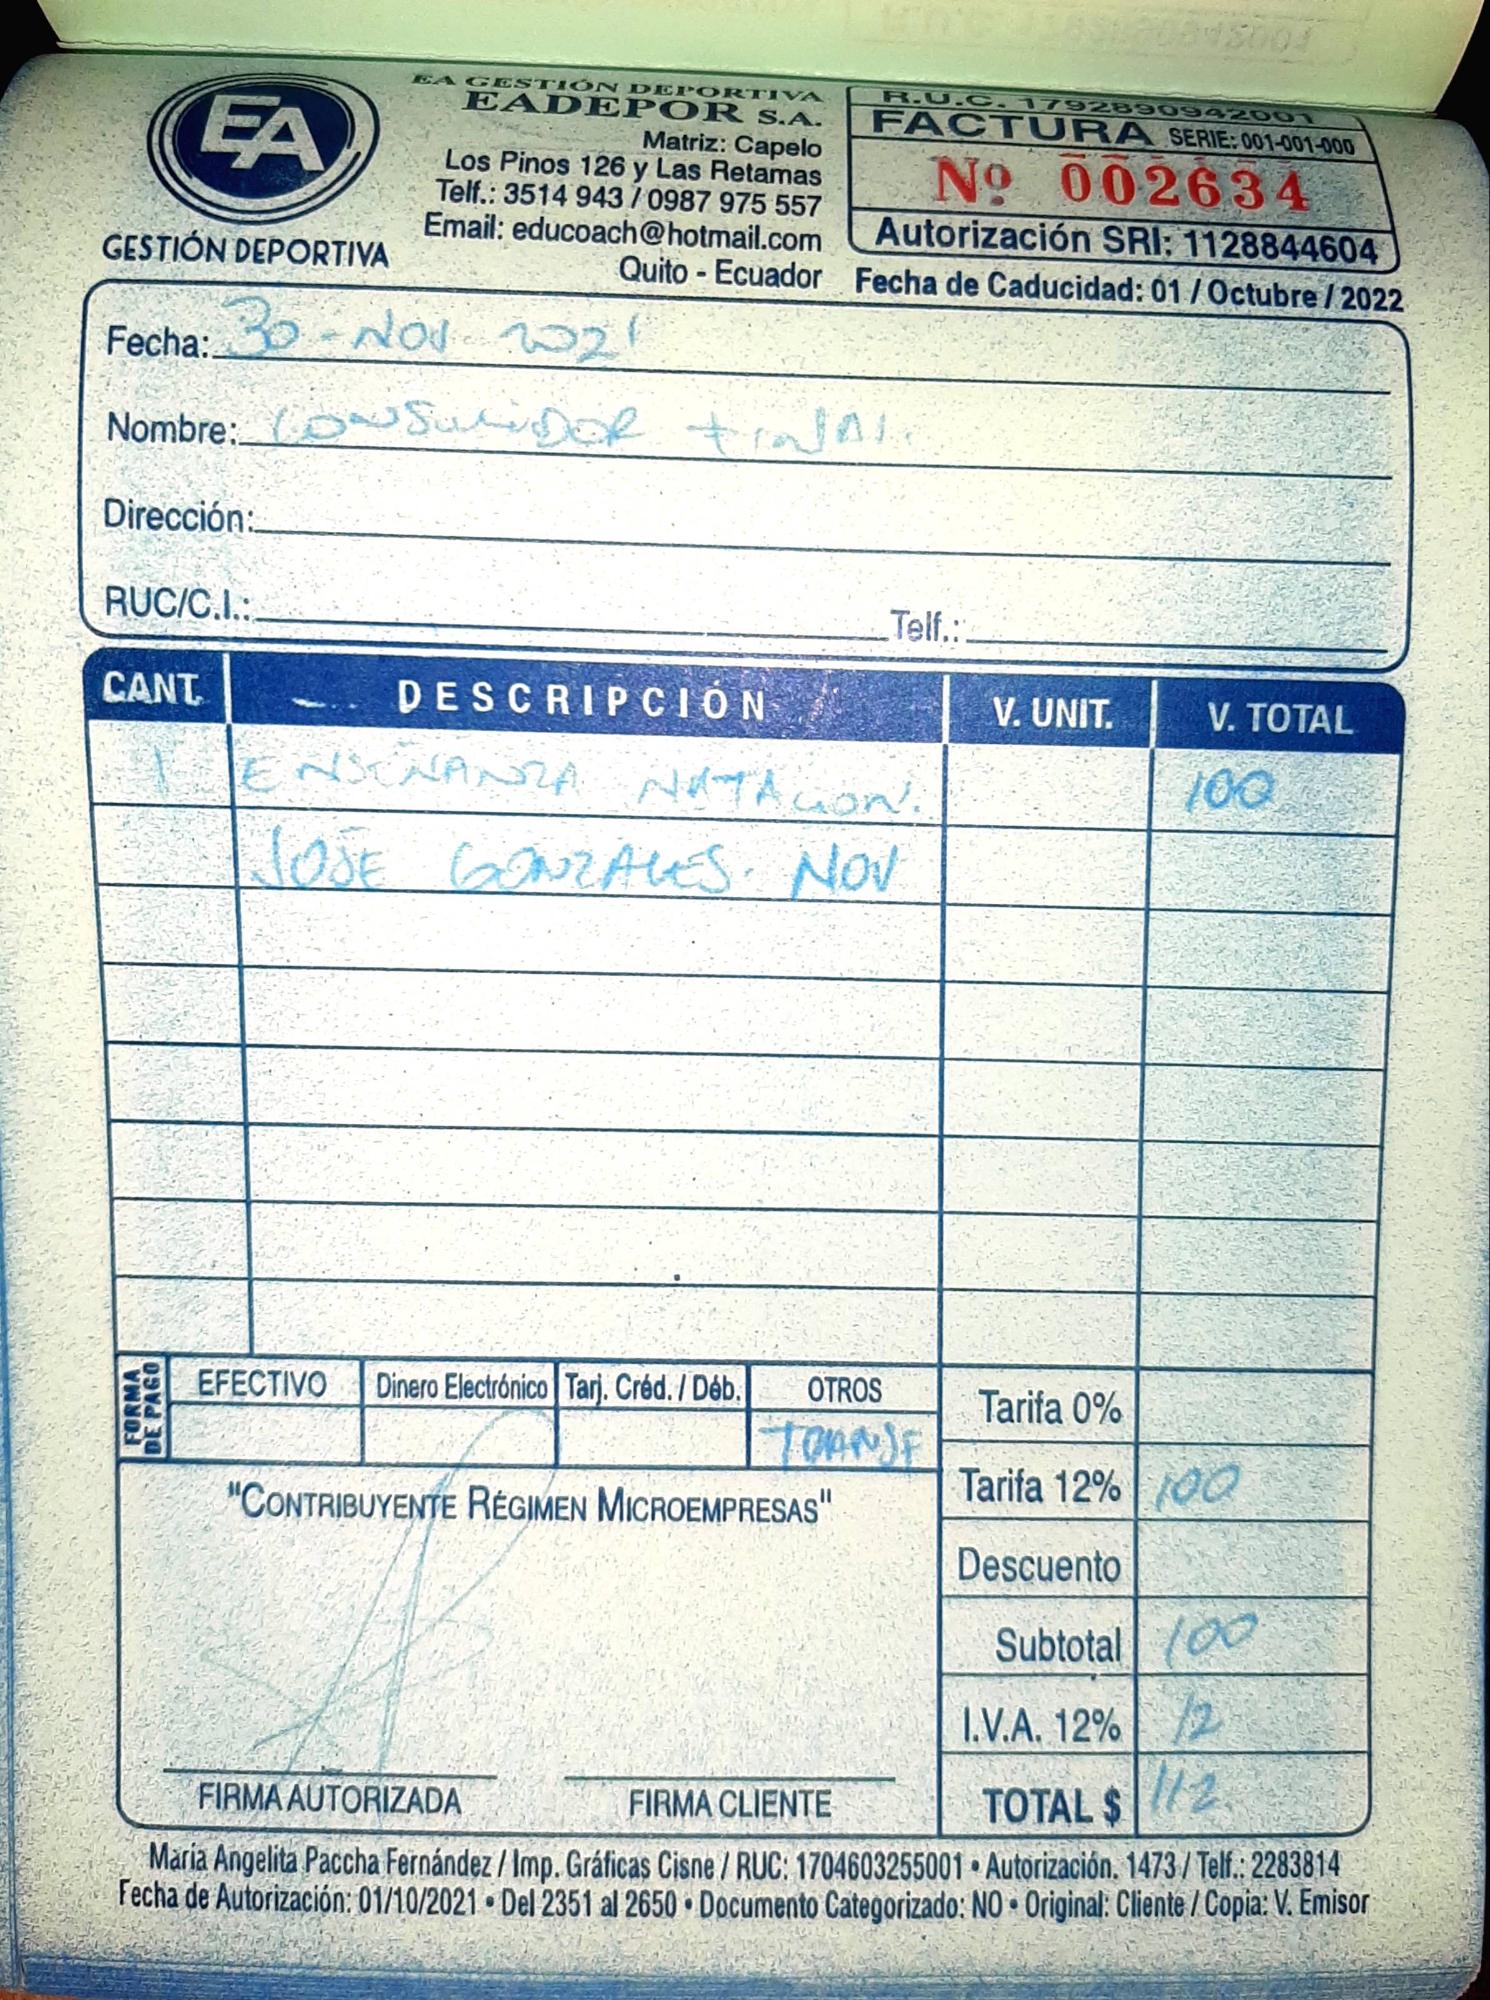 EA
GESTIÓN DEPORTIVA
EA GESTIÓN DEPORTIVA
EADEPOR S.A.
Matriz: Capelo
Los Pinos 126 y Las Retamas
Telf.: 3514 943 / 0987 975 557
Email: educoach@hotmail.com
Quito - Ecuador
R.U.C. 1792890942001
FACTURA SERIE: 001-001-000
Nº 002634
Autorización SRI: 1128844604
Fecha de Caducidad: 01 / Octubre / 2022
Fecha: 30-NOV. 2021
Nombre: CONSUMIDOR FINAL.
Dirección:
RUC/C.I.: Telf.:
CANT. DESCRIPCIÓN V. UNIT. V. TOTAL
1 ENSEÑANZA NATACION. 100
JOSE GONZALES. NOV
FORMA DE PAGO
EFECTIVO Dinero Electrónico Tarj. Créd. / Déb. OTROS
TRANSF
Tarifa 0%
Tarifa 12% 100
Descuento
Subtotal 100
I.V.A. 12% 12
TOTAL $ 112
"CONTRIBUYENTE RÉGIMEN MICROEMPRESAS"
FIRMA AUTORIZADA FIRMA CLIENTE
María Angelita Paccha Fernández / Imp. Gráficas Cisne / RUC: 1704603255001 • Autorización. 1473 / Telf.: 2283814
Fecha de Autorización: 01/10/2021 • Del 2351 al 2650 • Documento Categorizado: NO • Original: Cliente / Copia: V. Emisor